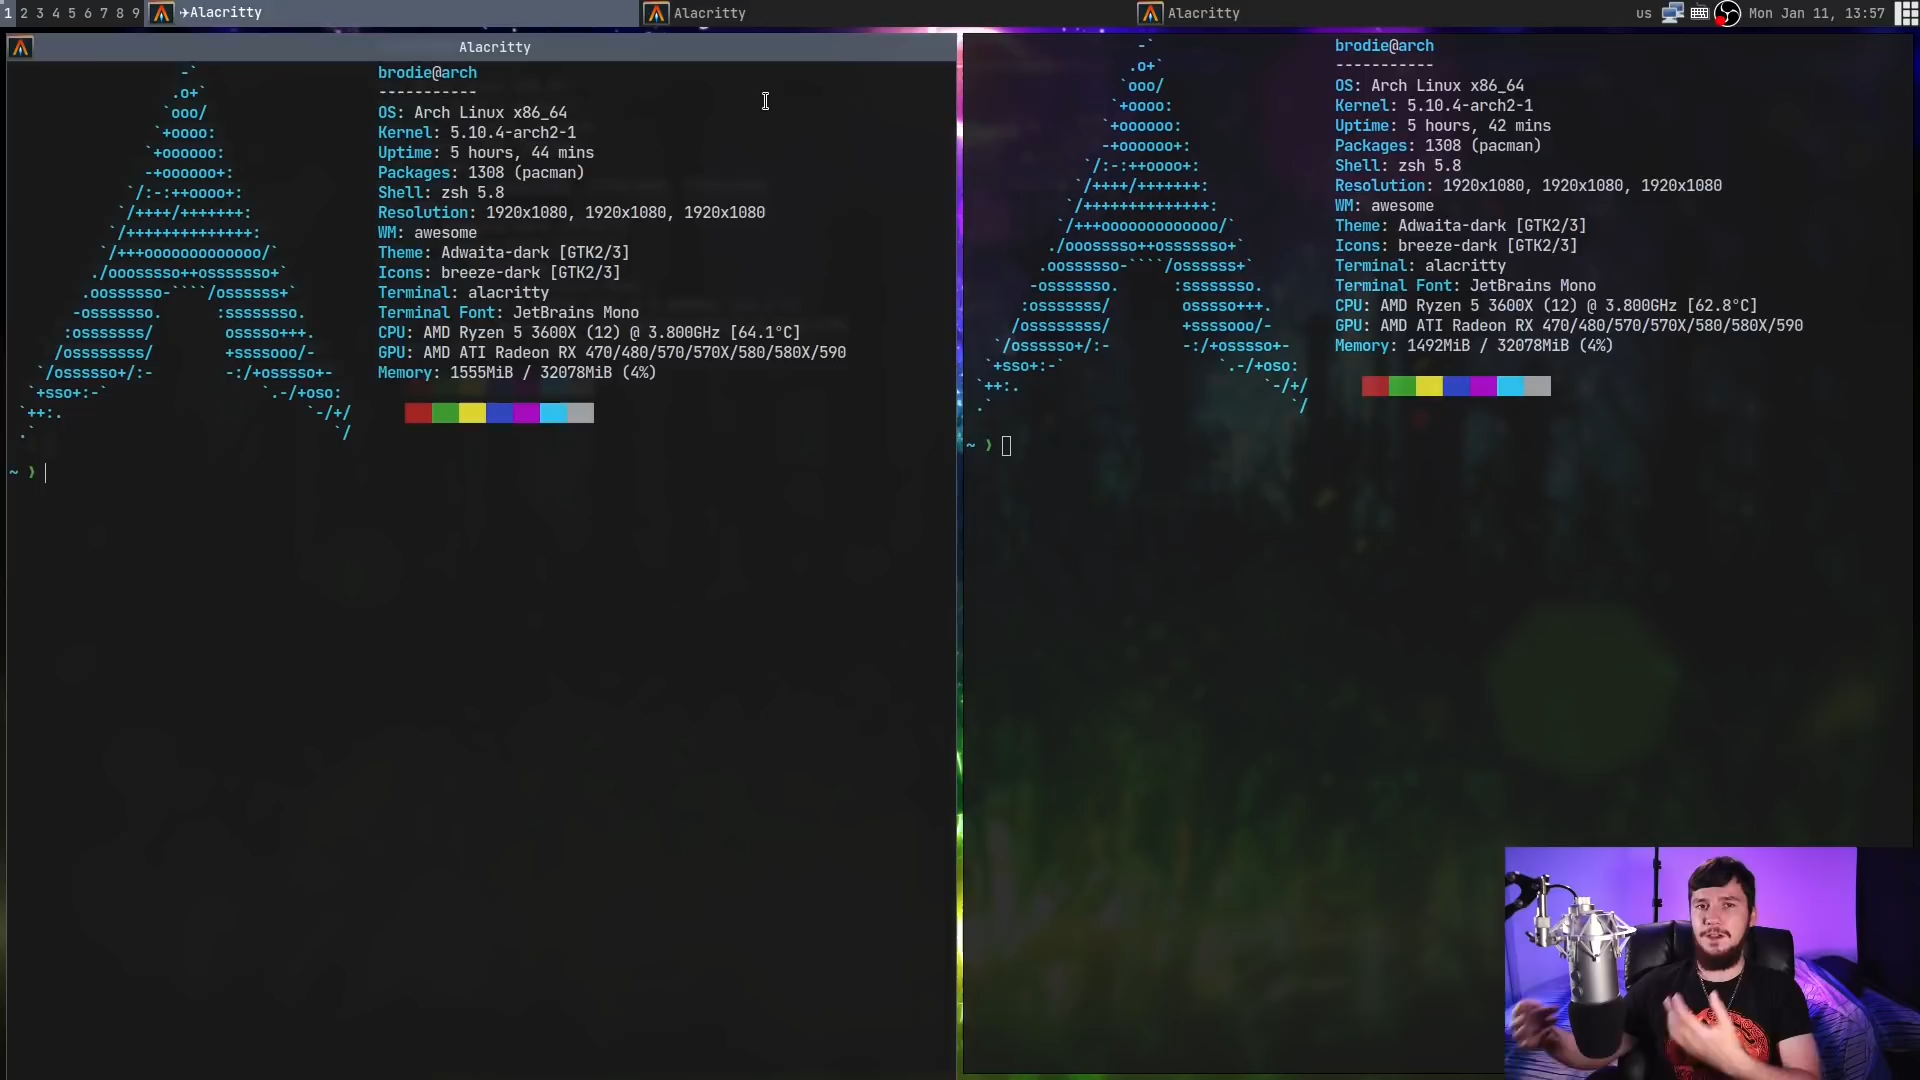 1 2 3 4 5 6 7 8 9 ✈Alacritty Alacritty Alacritty us Mon Jan 11, 13:57
Alacritty
brodie@arch
-----------
OS: Arch Linux x86_64
Kernel: 5.10.4-arch2-1
Uptime: 5 hours, 44 mins
Packages: 1308 (pacman)
Shell: zsh 5.8
Resolution: 1920x1080, 1920x1080, 1920x1080
WM: awesome
Theme: Adwaita-dark [GTK2/3]
Icons: breeze-dark [GTK2/3]
Terminal: alacritty
Terminal Font: JetBrains Mono
CPU: AMD Ryzen 5 3600X (12) @ 3.800GHz [64.1°C]
GPU: AMD ATI Radeon RX 470/480/570/570X/580/580X/590
Memory: 1555MiB / 32078MiB (4%)
~ ❯
brodie@arch
-----------
OS: Arch Linux x86_64
Kernel: 5.10.4-arch2-1
Uptime: 5 hours, 42 mins
Packages: 1308 (pacman)
Shell: zsh 5.8
Resolution: 1920x1080, 1920x1080, 1920x1080
WM: awesome
Theme: Adwaita-dark [GTK2/3]
Icons: breeze-dark [GTK2/3]
Terminal: alacritty
Terminal Font: JetBrains Mono
CPU: AMD Ryzen 5 3600X (12) @ 3.800GHz [62.8°C]
GPU: AMD ATI Radeon RX 470/480/570/570X/580/580X/590
Memory: 1492MiB / 32078MiB (4%)
~ ❯